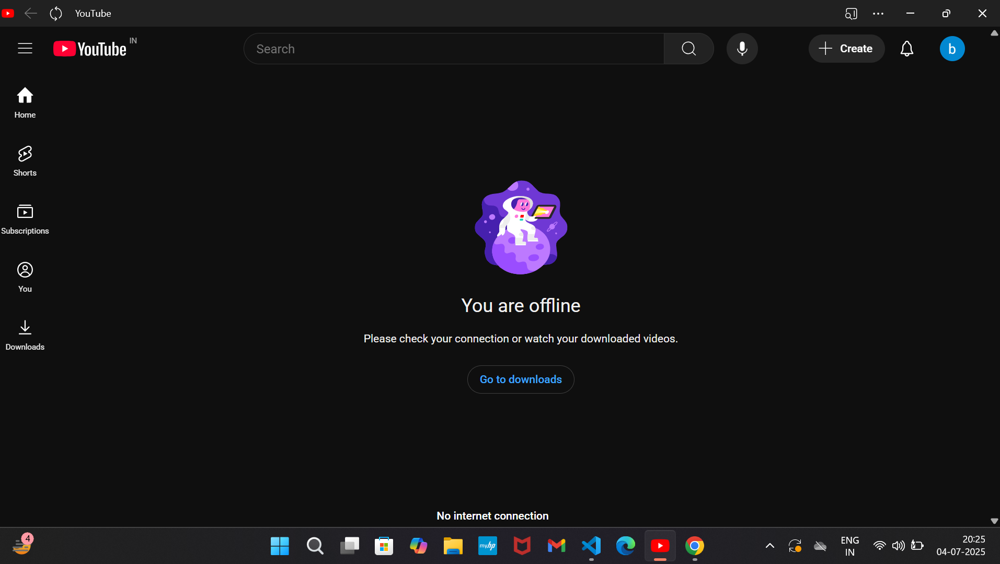 YouTube
YouTube IN
Search
Create
b
Home
Shorts
Subscriptions
You
Downloads
You are offline
Please check your connection or watch your downloaded videos.
Go to downloads
No internet connection
4
myhp
ENG
IN
20:25
04-07-2025